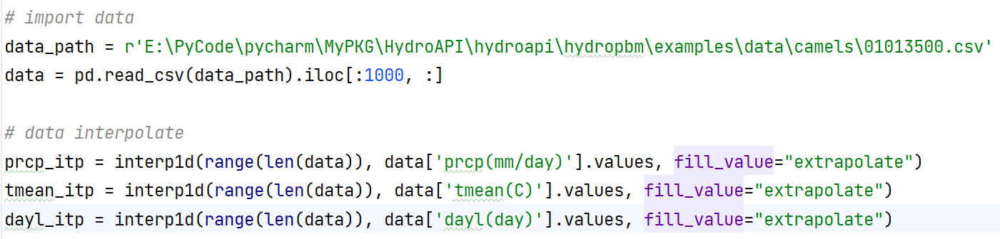 # import data
data_path = r'E:\PyCode\pycharm\MyPKG\HydroAPI\hydroapi\hydropbm\examples\data\camels\01013500.csv'
data = pd.read_csv(data_path).iloc[:1000, :]
# data interpolate
prcp_itp = interp1d(range(len(data)), data['prcp(mm/day)'].values, fill_value="extrapolate")
tmean_itp = interp1d(range(len(data)), data['tmean(C)'].values, fill_value="extrapolate")
dayl_itp = interp1d(range(len(data)), data['dayl(day)'].values, fill_value="extrapolate")